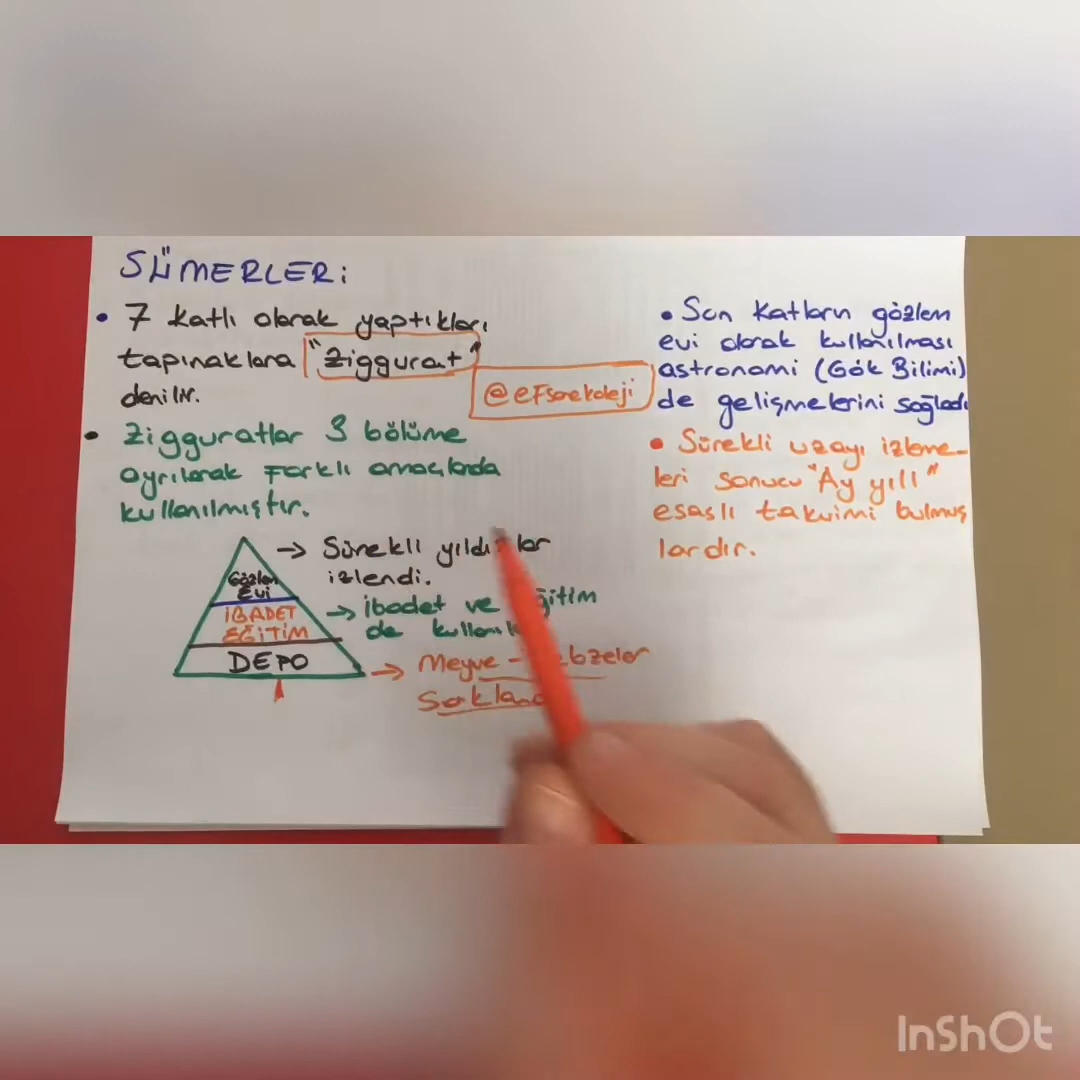 SÜMERLER:
• 7 katlı olarak yaptıkları
tapınaklara "Ziggurat"
denilir.
@eFsanekoleji
• Zigguratlar 3 bölüme
ayrılarak farklı amaçlarda
kullanılmıştır.
Gözlem
Evi
İBADET
EĞİTİM
DEPO
→ Sürekli
izlendi.
→ İbadet ve
de
→ Meyve -
• Son katların gözlem
evi olarak kullanılması
astronomi (Gök Bilimi)
de gelişmelerini sağladı
• Sürekli uzayı izleme-
leri sonucu "Ay yılı"
esaslı takvimi bulmuş
lardır.
InShOt